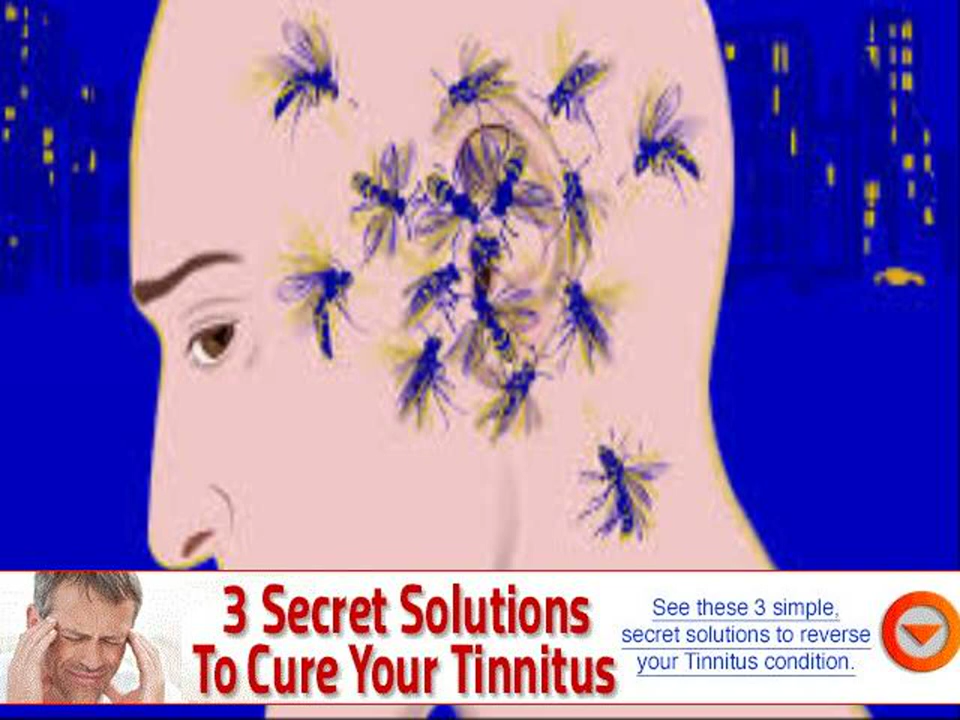 3 Secret Solutions
To Cure Your Tinnitus
See these 3 simple,
secret solutions to reverse
your Tinnitus condition.